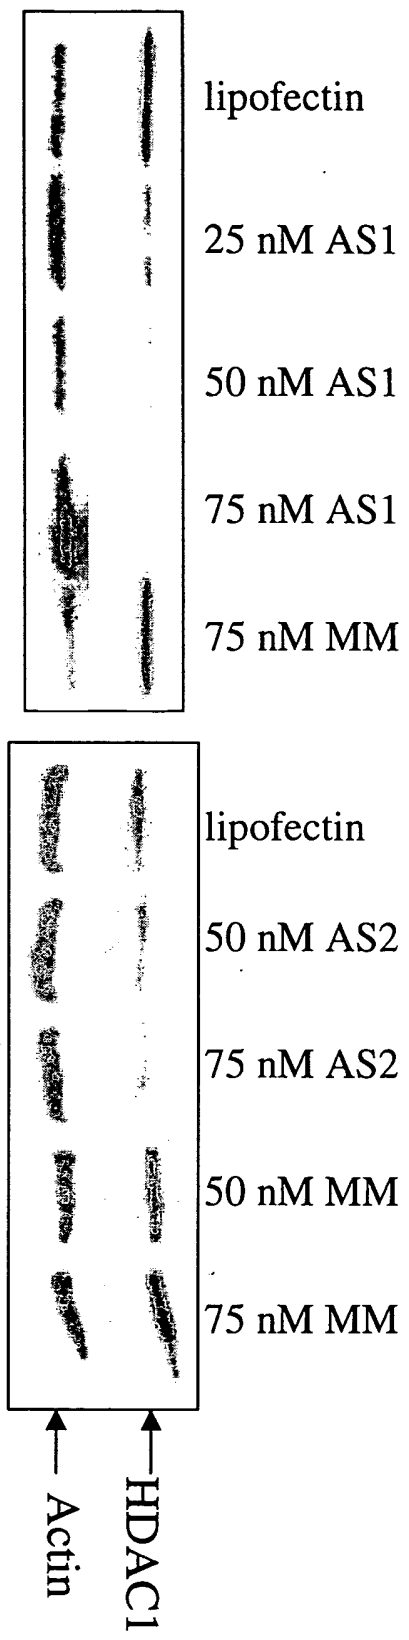 lipofectin
25 nM AS1
50 nM AS1
75 nM AS1
75 nM MM
lipofectin
50 nM AS2
75 nM AS2
50 nM MM
75 nM MM
HDAC1
Actin